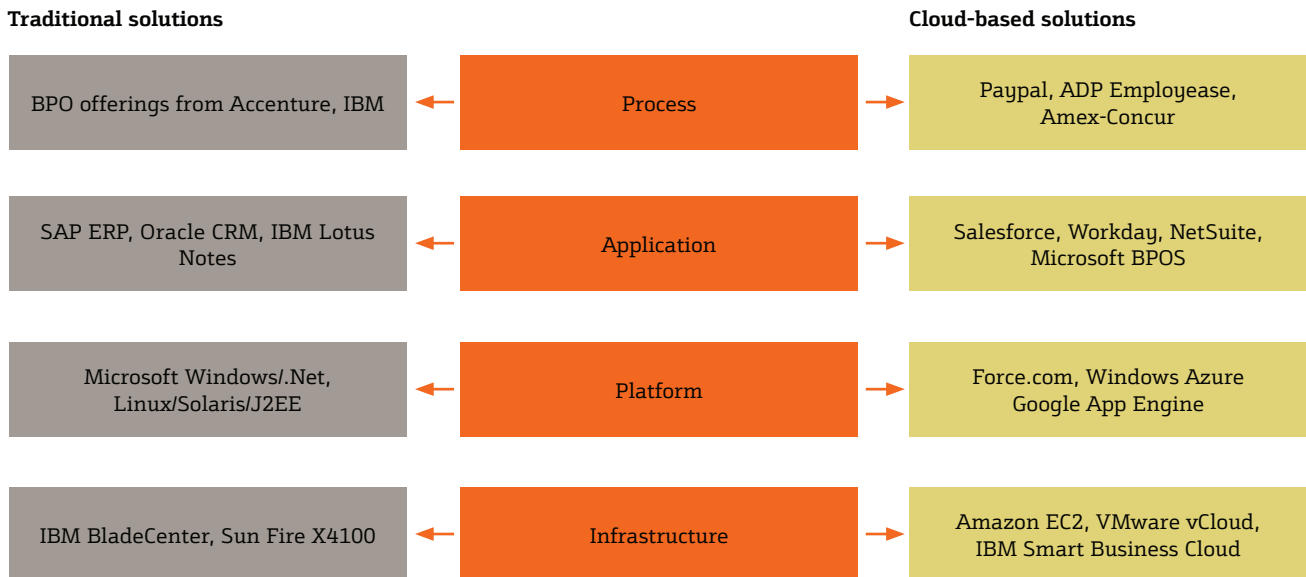 Traditional solutions
Cloud-based solutions
BPO offerings from Accenture, IBM
Process
Paypal, ADP Employease,
Amex-Concur
SAP ERP, Oracle CRM, IBM Lotus
Notes
Application
Salesforce, Workday, NetSuite,
Microsoft BPOS
Microsoft Windows/.Net,
Linux/Solaris/J2EE
Platform
Force.com, Windows Azure
Google App Engine
IBM BladeCenter, Sun Fire X4100
Infrastructure
Amazon EC2, VMware vCloud,
IBM Smart Business Cloud